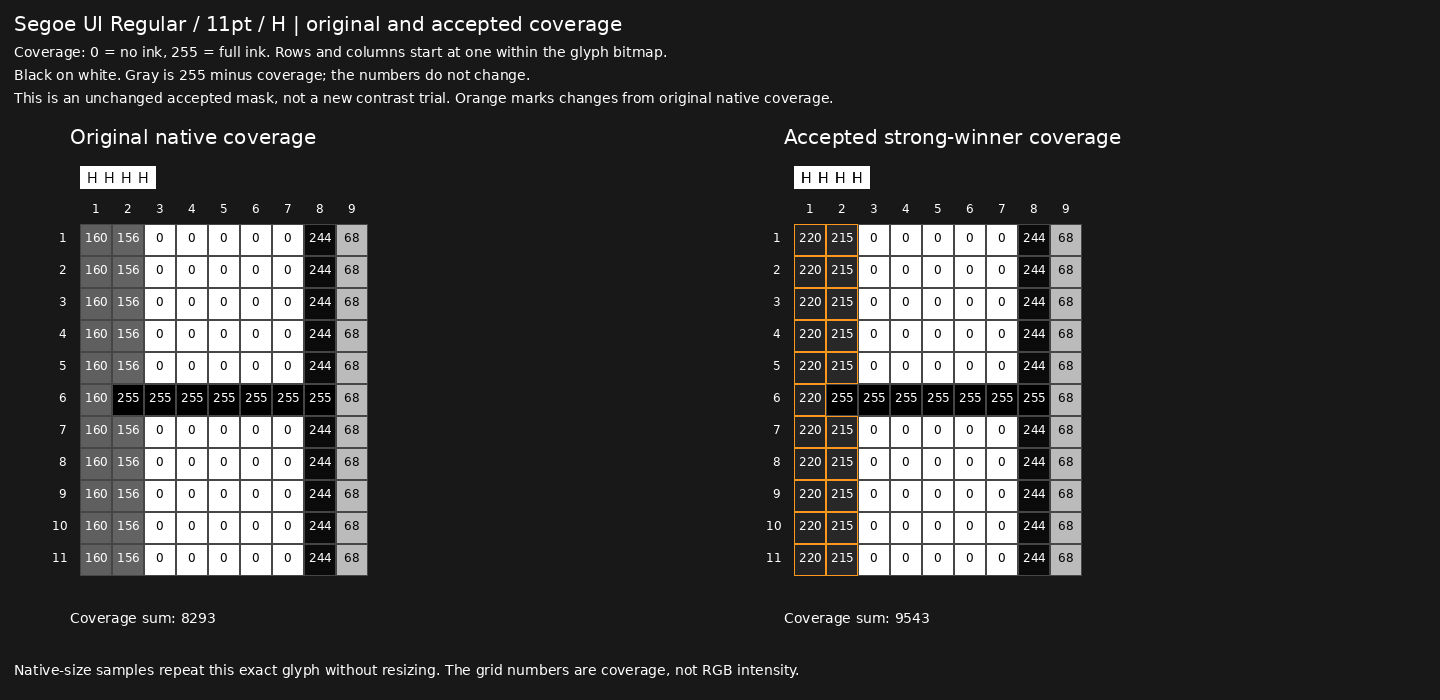 Segoe UI Regular / 11pt / H | original and accepted coverage
Coverage: 0 = no ink, 255 = full ink. Rows and columns start at one within the glyph bitmap.
Black on white. Gray is 255 minus coverage; the numbers do not change.
This is an unchanged accepted mask, not a new contrast trial. Orange marks changes from original native coverage.
Original native coverage
H H H H
1 2 3 4 5 6 7 8 9
1 160 156 0 0 0 0 0 244 68
2 160 156 0 0 0 0 0 244 68
3 160 156 0 0 0 0 0 244 68
4 160 156 0 0 0 0 0 244 68
5 160 156 0 0 0 0 0 244 68
6 160 255 255 255 255 255 255 255 68
7 160 156 0 0 0 0 0 244 68
8 160 156 0 0 0 0 0 244 68
9 160 156 0 0 0 0 0 244 68
10 160 156 0 0 0 0 0 244 68
11 160 156 0 0 0 0 0 244 68
Coverage sum: 8293
Accepted strong-winner coverage
H H H H
1 2 3 4 5 6 7 8 9
1 220 215 0 0 0 0 0 244 68
2 220 215 0 0 0 0 0 244 68
3 220 215 0 0 0 0 0 244 68
4 220 215 0 0 0 0 0 244 68
5 220 215 0 0 0 0 0 244 68
6 220 255 255 255 255 255 255 255 68
7 220 215 0 0 0 0 0 244 68
8 220 215 0 0 0 0 0 244 68
9 220 215 0 0 0 0 0 244 68
10 220 215 0 0 0 0 0 244 68
11 220 215 0 0 0 0 0 244 68
Coverage sum: 9543
Native-size samples repeat this exact glyph without resizing. The grid numbers are coverage, not RGB intensity.